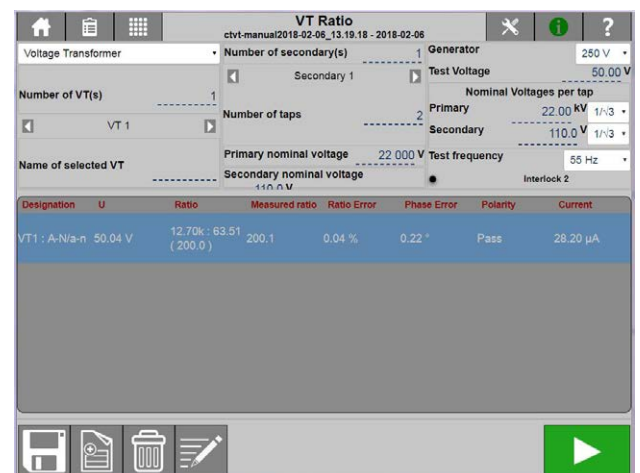 VT Ratio
ctvt-manual2018-02-06_13.19.18 - 2018-02-06
i
?
Voltage Transformer
Number of VT(s) 1
VT 1
Name of selected VT
Number of secondary(s) 1
Secondary 1
Number of taps 2
Primary nominal voltage 22 000 V
Secondary nominal voltage
110.0 V
Generator 250 V
Test Voltage 50.00 V
Nominal Voltages per tap
Primary 22.00 kV 1/√3
Secondary 110.0 V 1/√3
Test frequency 55 Hz
Interlock 2
Designation U Ratio Measured ratio Ratio Error Phase Error Polarity Current
VT1 : A-N/a-n 50.04 V 12.70k : 63.51 200.1 0.04 % 0.22 ° Pass 28.20 µA
( 200.0 )